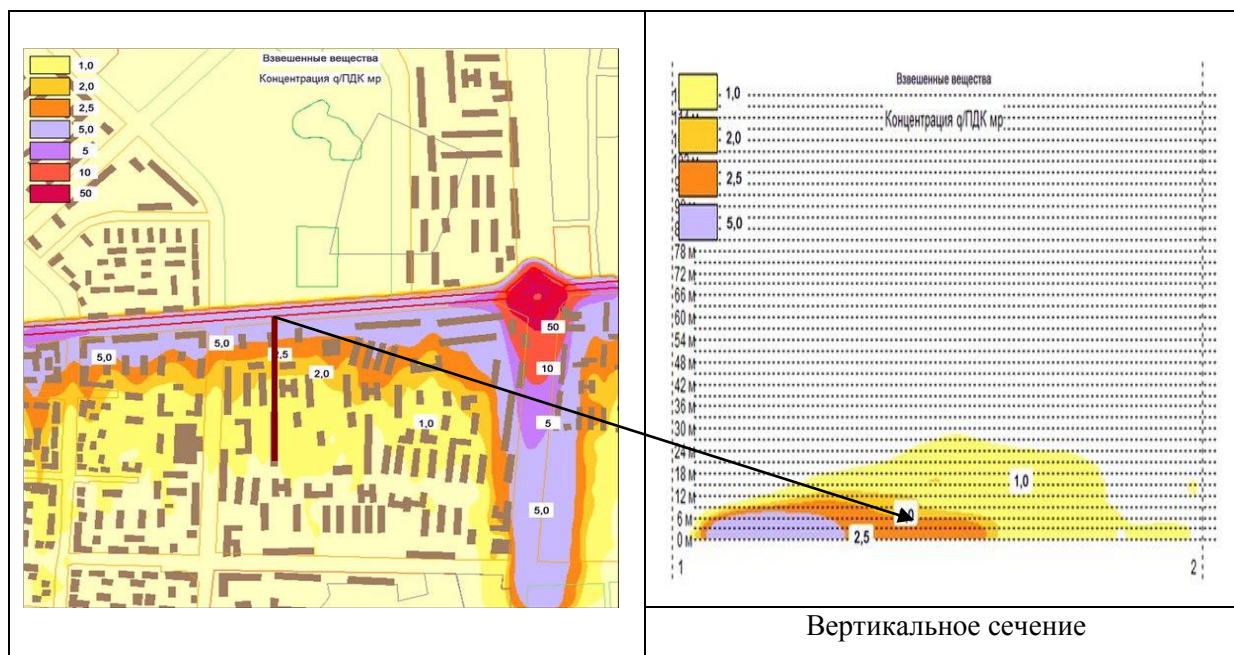 Взвешенные вещества
Концентрация q/ПДК мр
1,0
2,0
2,5
5,0
5
10
50
50
5,0
5,0
2,5
2,0
10
1,0
5
5,0
Взвешенные вещества
Концентрация q/ПДК мр
1,0
2,0
2,5
5,0
78 м
72 м
66 м
60 м
54 м
48 м
42 м
36 м
30 м
24 м
18 м
12 м
6 м
0 м
1,0
2,5
1
2
Вертикальное сечение